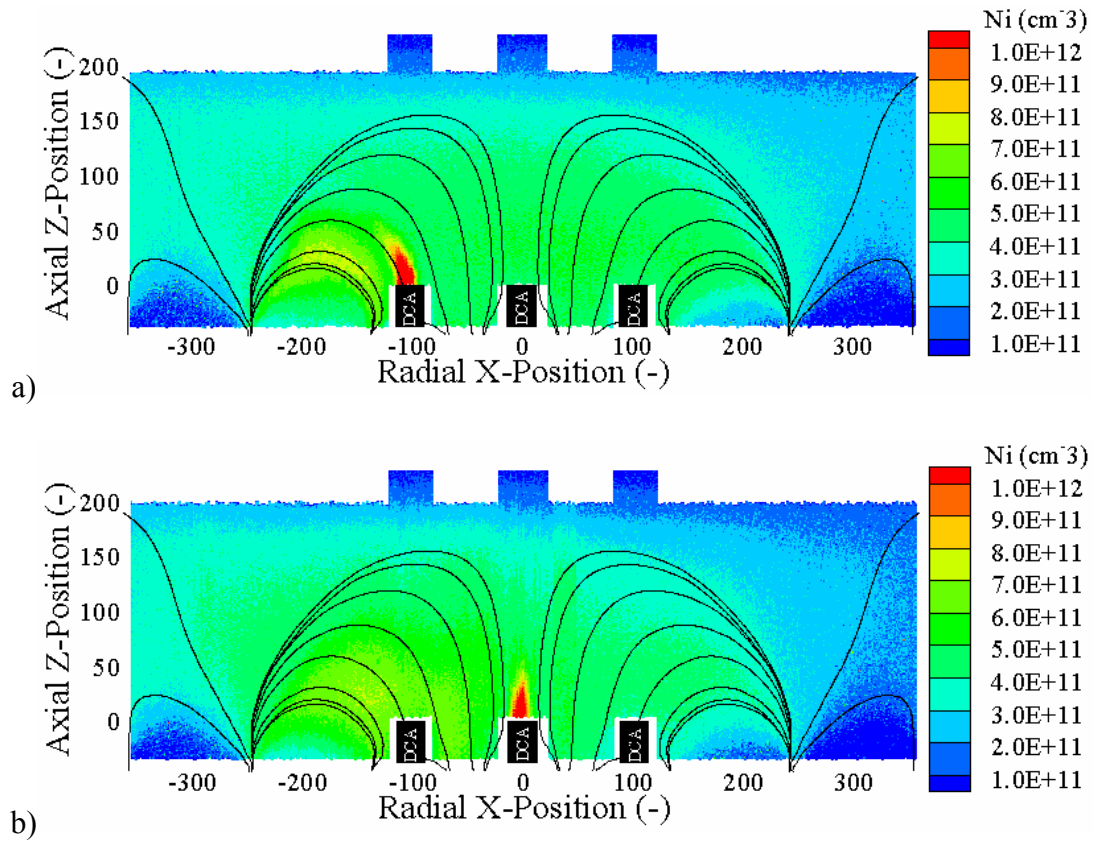 Ni (cm^-3)
1.0E+12
9.0E+11
8.0E+11
7.0E+11
6.0E+11
5.0E+11
4.0E+11
3.0E+11
2.0E+11
1.0E+11
Axial Z-Position (-)
200
150
100
50
0
DCA DCA DCA
-300 -200 -100 0 100 200 300
Radial X-Position (-)
a)
Ni (cm^-3)
1.0E+12
9.0E+11
8.0E+11
7.0E+11
6.0E+11
5.0E+11
4.0E+11
3.0E+11
2.0E+11
1.0E+11
Axial Z-Position (-)
200
150
100
50
0
DCA DCA DCA
-300 -200 -100 0 100 200 300
Radial X-Position (-)
b)